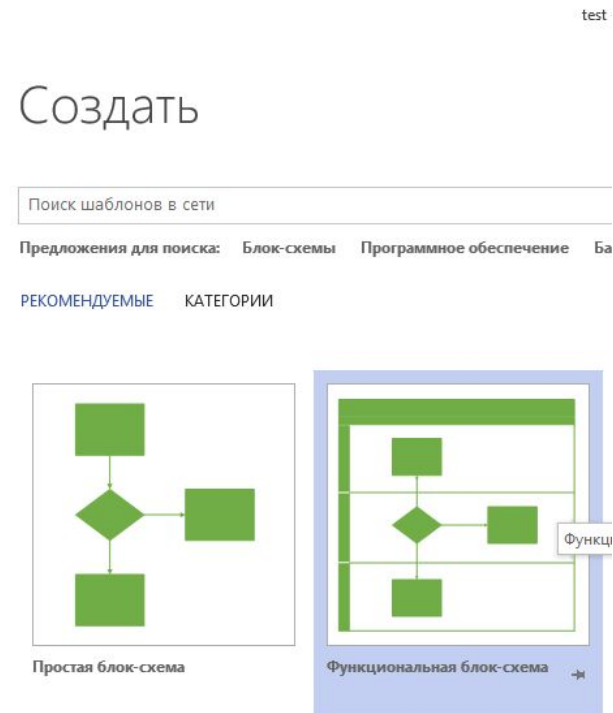 test
Создать
Поиск шаблонов в сети
Предложения для поиска: Блок-схемы Программное обеспечение
РЕКОМЕНДУЕМЫЕ КАТЕГОРИИ
Простая блок-схема
Функциональная блок-схема